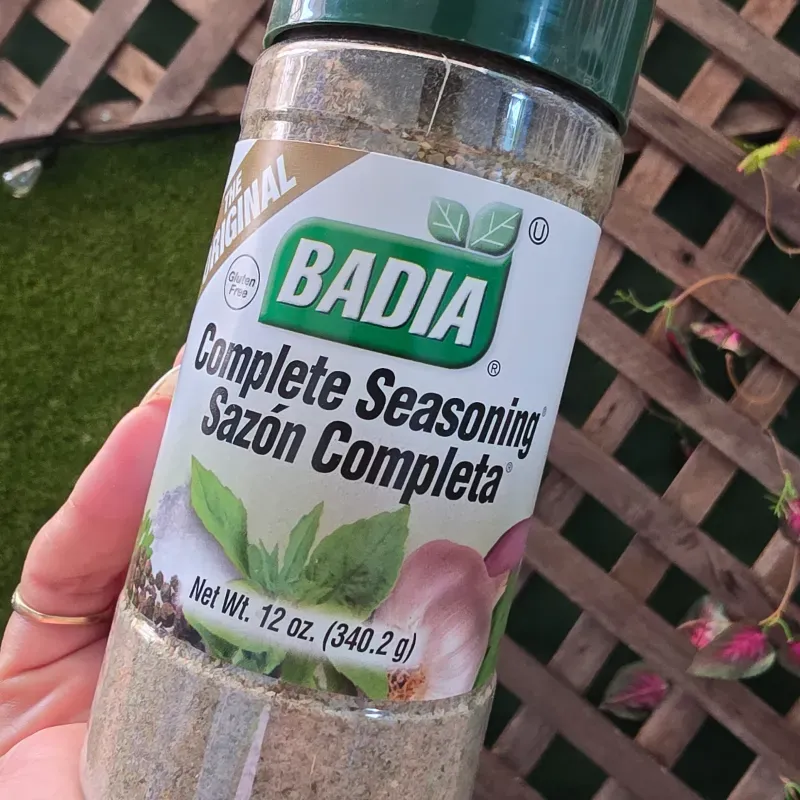 THE
ORIGINAL
Gluten
Free
BADIA®
U
Complete Seasoning®
Sazón Completa®
Net Wt. 12 oz. (340.2 g)